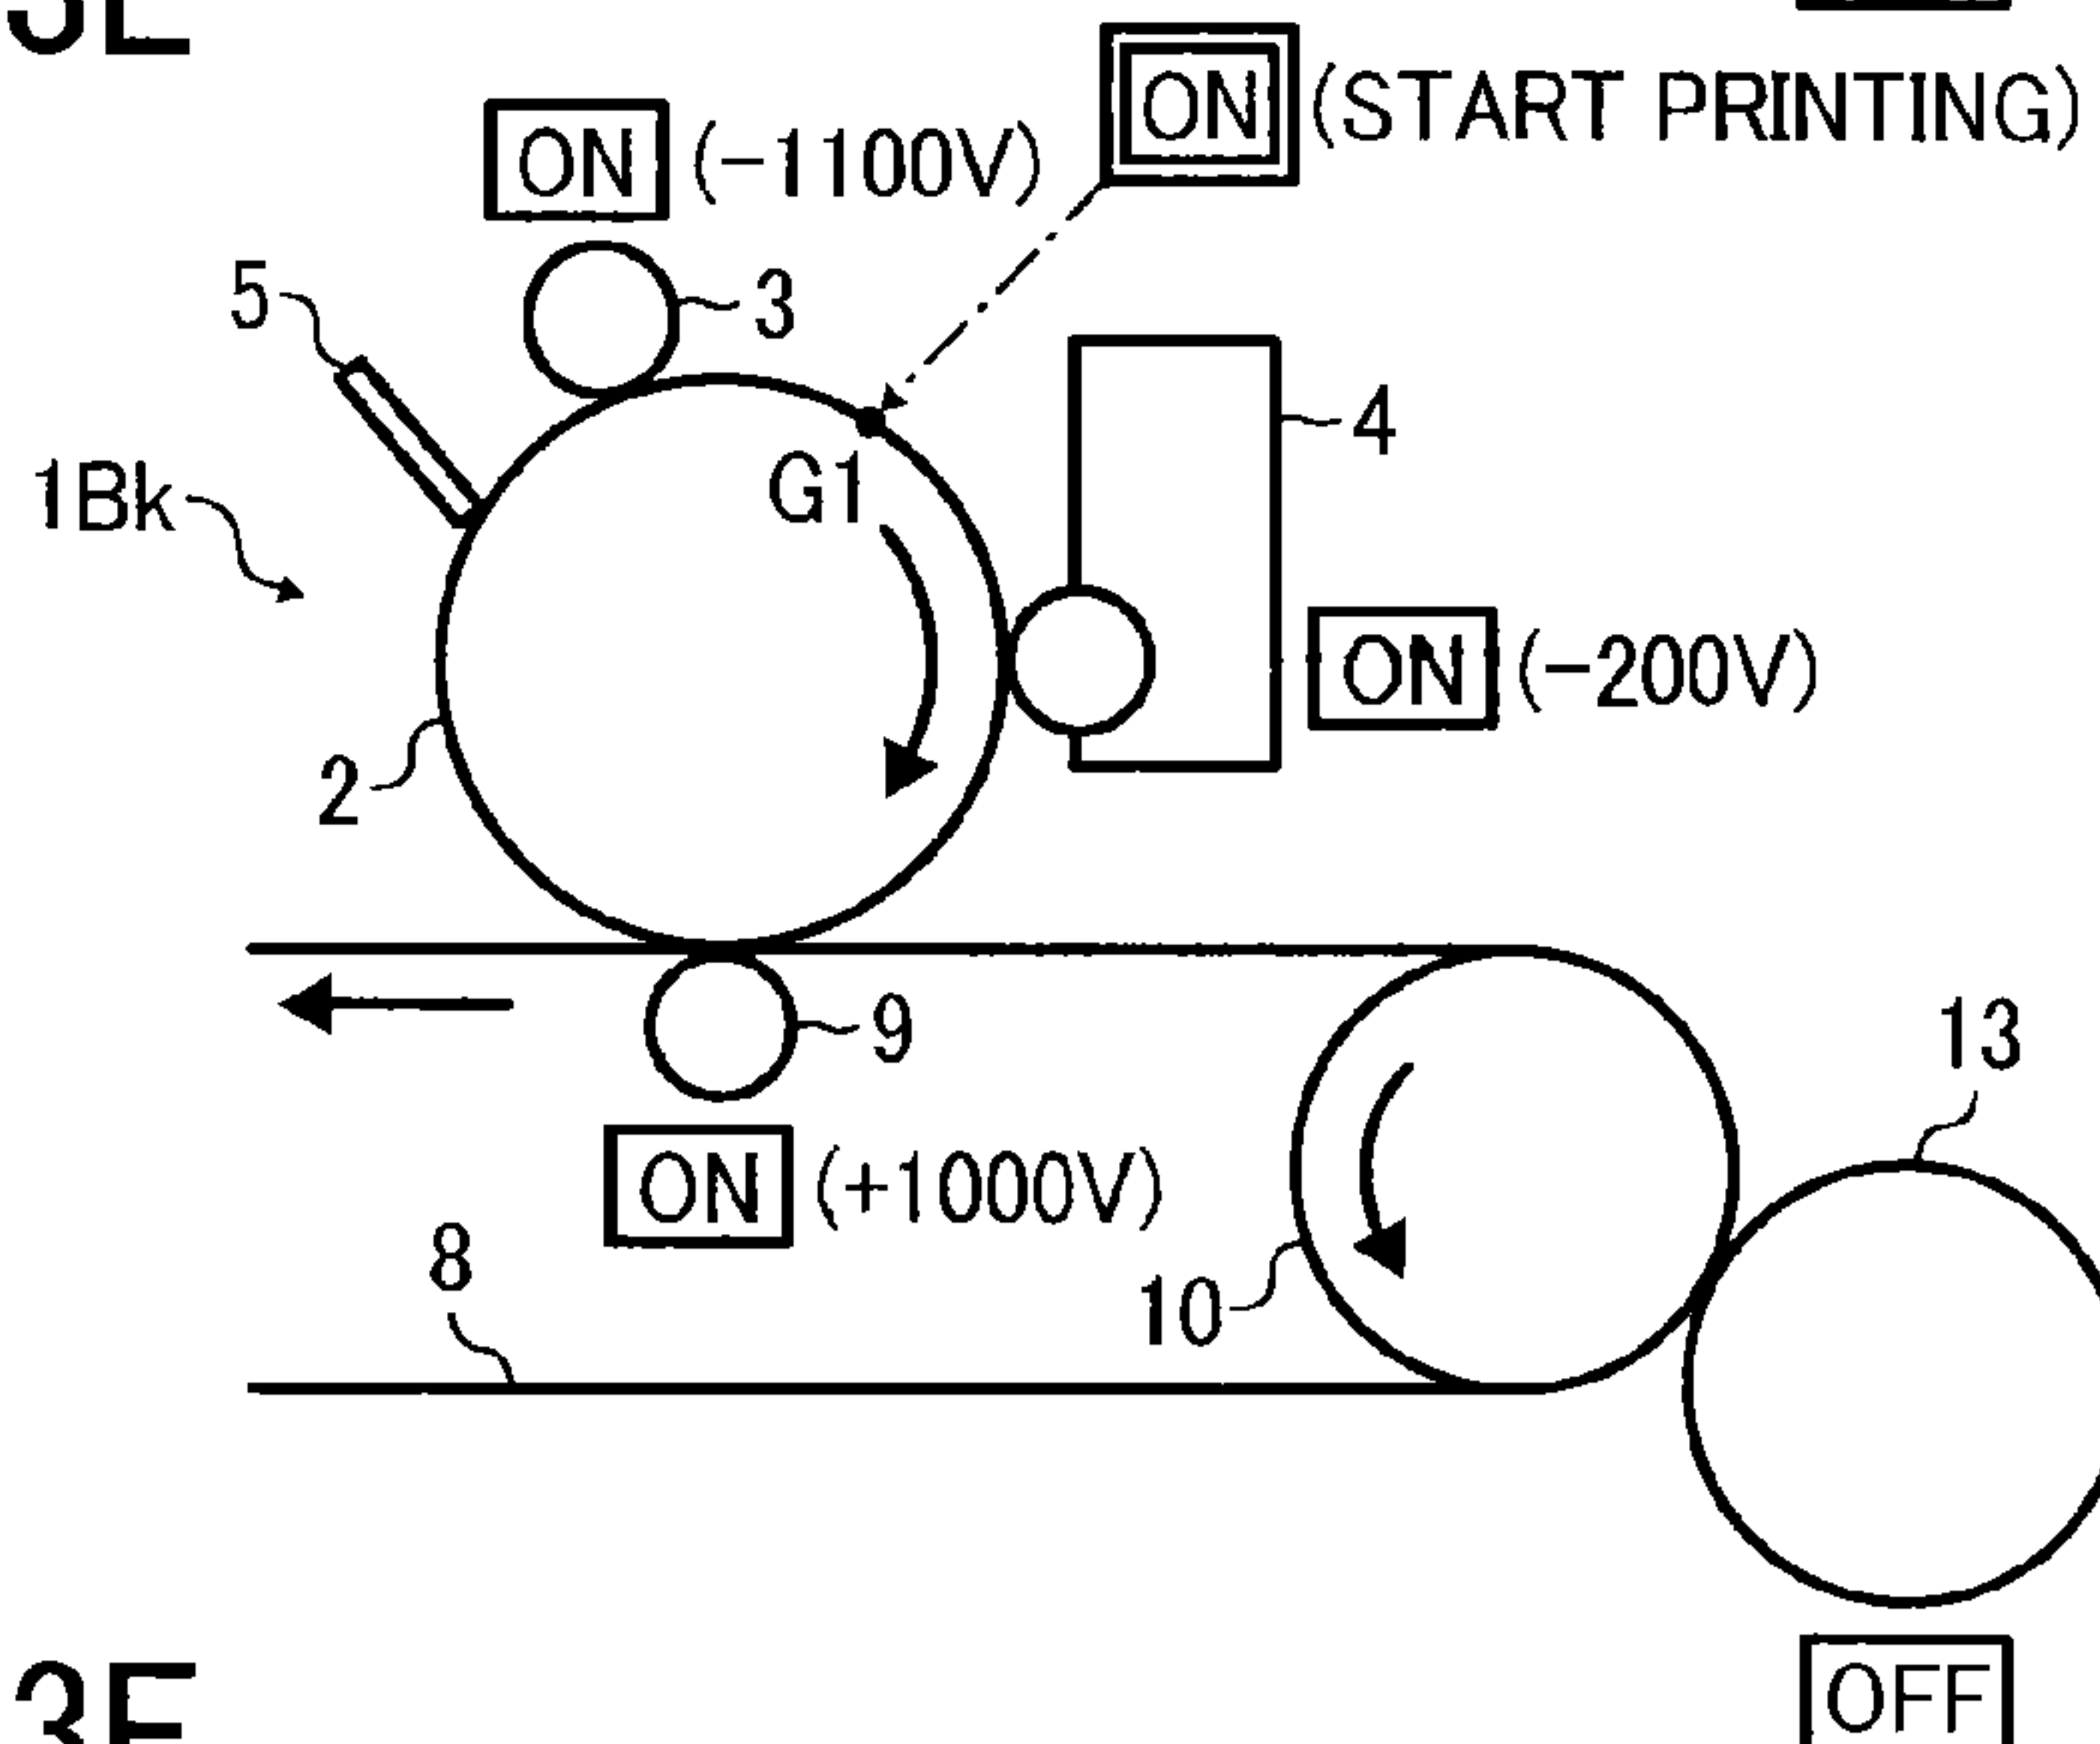 ON (START PRINTING)
ON (-1100V)
5
3
4
1Bk
G1
ON (-200V)
2
9
13
ON (+1000V)
8
10
OFF